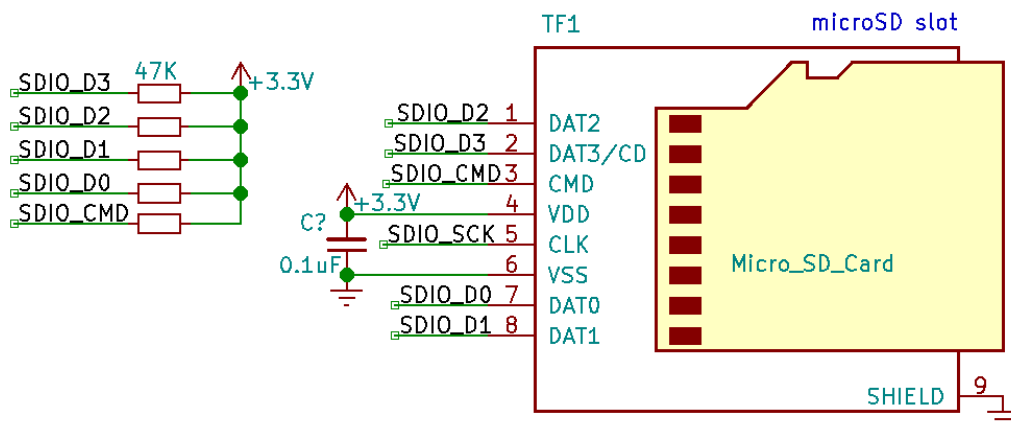 TF1
microSD slot
47K
+3.3V
SDIO_D3
SDIO_D2
SDIO_D1
SDIO_D0
SDIO_CMD
SDIO_D2 1 DAT2
SDIO_D3 2 DAT3/CD
SDIO_CMD 3 CMD
+3.3V 4 VDD
C?
SDIO_SCK 5 CLK
0.1uF
6 VSS
Micro_SD_Card
SDIO_D0 7 DAT0
SDIO_D1 8 DAT1
SHIELD 9